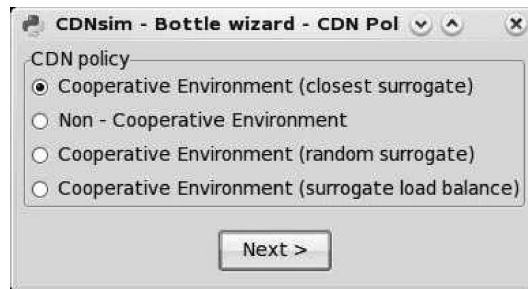 CDNsim - Bottle wizard - CDN Pol
CDN policy
Cooperative Environment (closest surrogate)
Non - Cooperative Environment
Cooperative Environment (random surrogate)
Cooperative Environment (surrogate load balance)
Next >